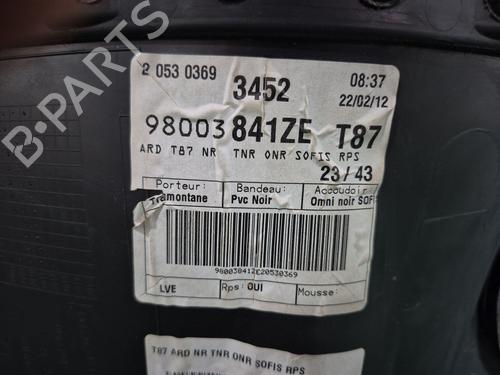 2 053 0369
3452
08:37
22/02/12
98003841ZE T87
ARD T87 NR TNR ONR SOFIS RPS
23/43
Porteur: Bandeau: Accoudoir
Tramontane Pvc Noir Omni noir SOFI
98003841ZE20530369
LVE Rps: OUI Mousse:
T87 ARD NR TNR ONR SOFIS RPS